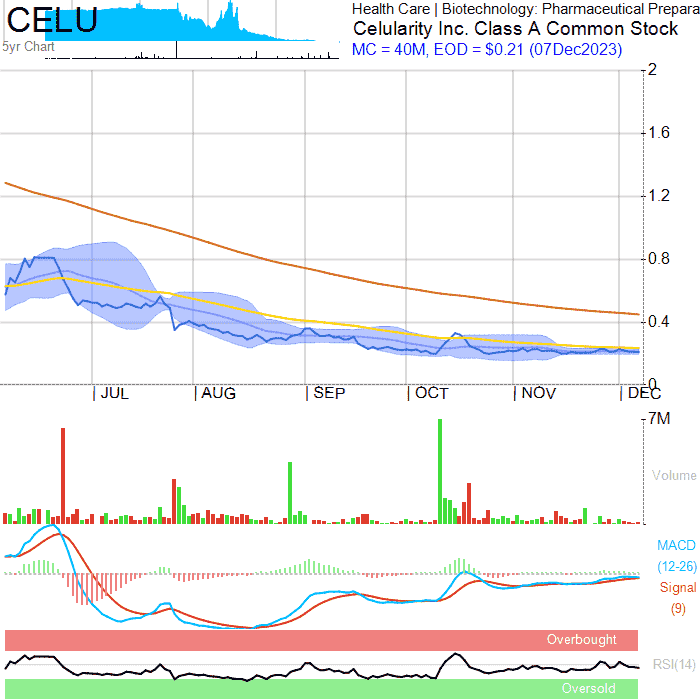 CELU
5yr Chart
Health Care | Biotechnology: Pharmaceutical Prepara
Celularity Inc. Class A Common Stock
MC = 40M, EOD = $0.21 (07Dec2023)
2
1.6
1.2
0.8
0.4
0
JUL AUG SEP OCT NOV DEC
7M
Volume
MACD
(12-26)
Signal
(9)
Overbought
RSI(14)
Oversold